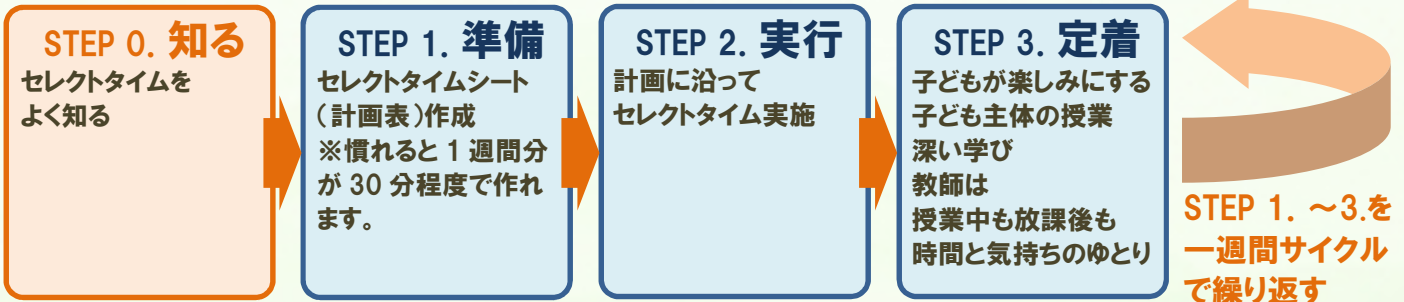 STEP 0. 知る
セレクトタイムを
よく知る
STEP 1. 準備
セレクトタイムシート
（計画表）作成
※慣れると 1 週間分
が 30 分程度で作れ
ます。
STEP 2. 実行
計画に沿って
セレクトタイム実施
STEP 3. 定着
子どもが楽しみにする
子ども主体の授業
深い学び
教師は
授業中も放課後も
時間と気持ちのゆとり
STEP 1. ～3.を
一週間サイクル
で繰り返す